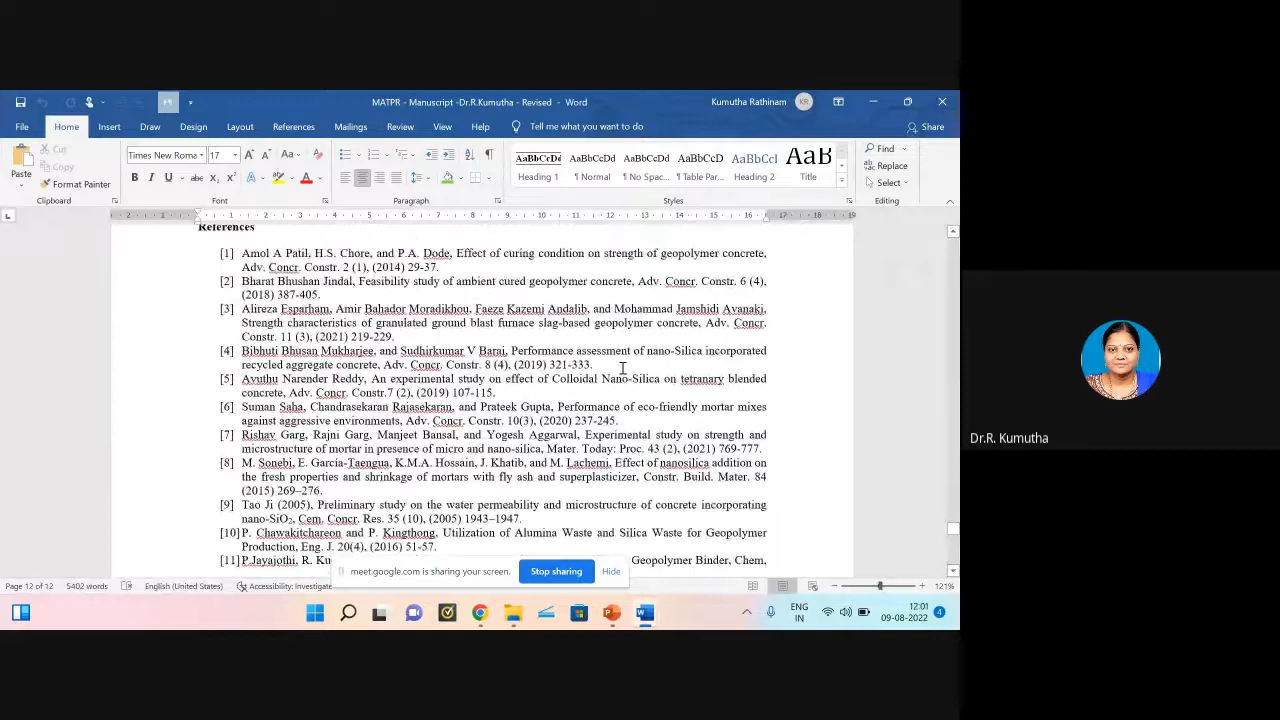 MATPR - Manuscript -Dr.R.Kumutha - Revised - Word
Kumutha Rathinam KR
File Home Insert Draw Design Layout References Mailings Review View Help Tell me what you want to do Share
Cut
Copy
Paste
Format Painter
Times New Roma 17
AaBbCcDd AaBbCcDd AaBbCcDd AaBbCcD AaBbCcl AaB
Heading 1 ¶ Normal ¶ No Spac... ¶ Table Par... Heading 2 Title
Find
Replace
Select
Clipboard Font Paragraph Styles Editing
References
[1] Amol A Patil, H.S. Chore, and P.A. Dode, Effect of curing condition on strength of geopolymer concrete,
Adv. Concr. Constr. 2 (1), (2014) 29-37.
[2] Bharat Bhushan Jindal, Feasibility study of ambient cured geopolymer concrete, Adv. Concr. Constr. 6 (4),
(2018) 387-405.
[3] Alireza Esparham, Amir Bahador Moradikhou, Faeze Kazemi Andalib, and Mohammad Jamshidi Avanaki,
Strength characteristics of granulated ground blast furnace slag-based geopolymer concrete, Adv. Concr.
Constr. 11 (3), (2021) 219-229.
[4] Bibhuti Bhusan Mukharjee, and Sudhirkumar V Barai, Performance assessment of nano-Silica incorporated
recycled aggregate concrete, Adv. Concr. Constr. 8 (4), (2019) 321-333.
[5] Avuthu Narender Reddy, An experimental study on effect of Colloidal Nano-Silica on tetranary blended
concrete, Adv. Concr. Constr.7 (2), (2019) 107-115.
[6] Suman Saha, Chandrasekaran Rajasekaran, and Prateek Gupta, Performance of eco-friendly mortar mixes
against aggressive environments, Adv. Concr. Constr. 10(3), (2020) 237-245.
[7] Rishav Garg, Rajni Garg, Manjeet Bansal, and Yogesh Aggarwal, Experimental study on strength and
microstructure of mortar in presence of micro and nano-silica, Mater. Today: Proc. 43 (2), (2021) 769-777.
[8] M. Sonebi, E. García-Taengua, K.M.A. Hossain, J. Khatib, and M. Lachemi, Effect of nanosilica addition on
the fresh properties and shrinkage of mortars with fly ash and superplasticizer, Constr. Build. Mater. 84
(2015) 269–276.
[9] Tao Ji (2005), Preliminary study on the water permeability and microstructure of concrete incorporating
nano-SiO₂, Cem. Concr. Res. 35 (10), (2005) 1943–1947.
[10] P. Chawakitchareon and P. Kingthong, Utilization of Alumina Waste and Silica Waste for Geopolymer
Production, Eng. J. 20(4), (2016) 51-57.
[11] P.Jayajothi, R. Geopolymer Binder, Chem,
meet.google.com is sharing your screen. Stop sharing Hide
Page 12 of 12 5402 words English (United States) Accessibility: Investigate 121%
ENG
IN
12:01
09-08-2022
4
Dr.R. Kumutha